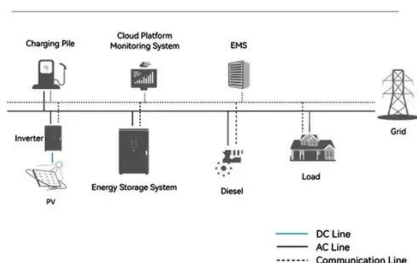 Charging Pile
Cloud Platform
Monitoring System
EMS
Grid
Inverter
PV
Energy Storage System
Diesel
Load
DC Line
AC Line
Communication Line